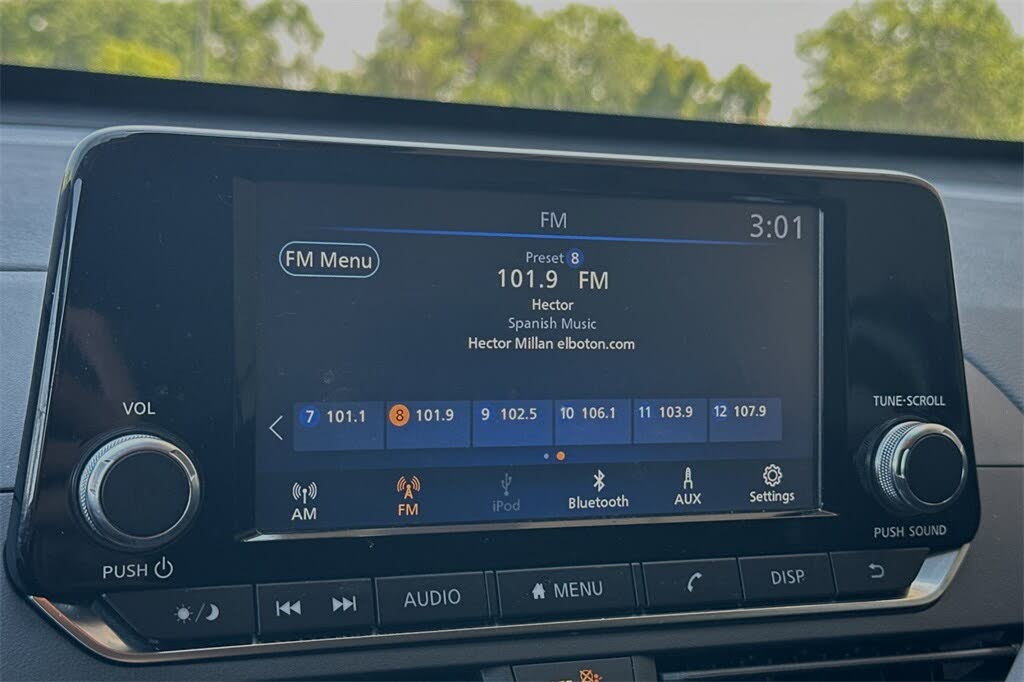 FM
3:01
FM Menu
Preset 8
101.9 FM
Hector
Spanish Music
Hector Millan elboton.com
7 101.1
8 101.9
9 102.5
10 106.1
11 103.9
12 107.9
AM
FM
iPod
Bluetooth
AUX
Settings
VOL
PUSH
TUNE·SCROLL
PUSH SOUND
AUDIO
MENU
DISP